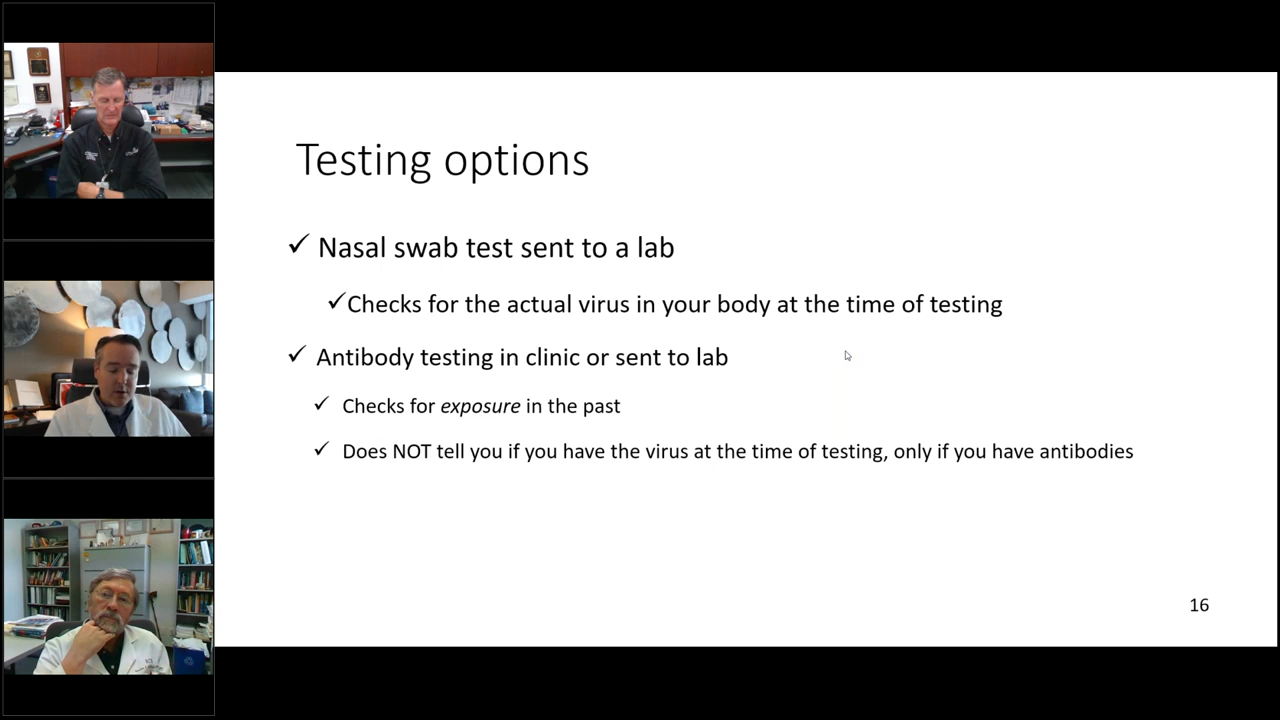 Testing options
✓ Nasal swab test sent to a lab
✓Checks for the actual virus in your body at the time of testing
✓ Antibody testing in clinic or sent to lab
✓ Checks for exposure in the past
✓ Does NOT tell you if you have the virus at the time of testing, only if you have antibodies
16